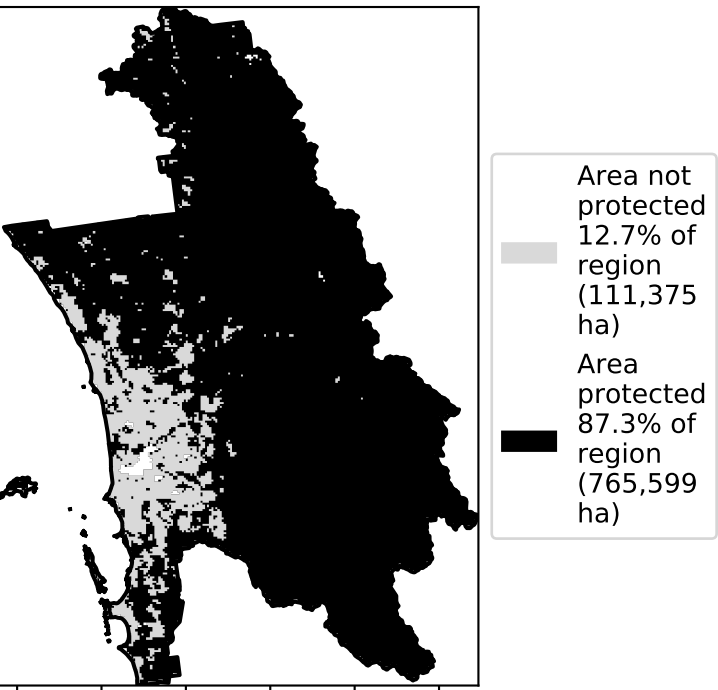 Area not
protected
12.7% of
region
(111,375
ha)
Area
protected
87.3% of
region
(765,599
ha)